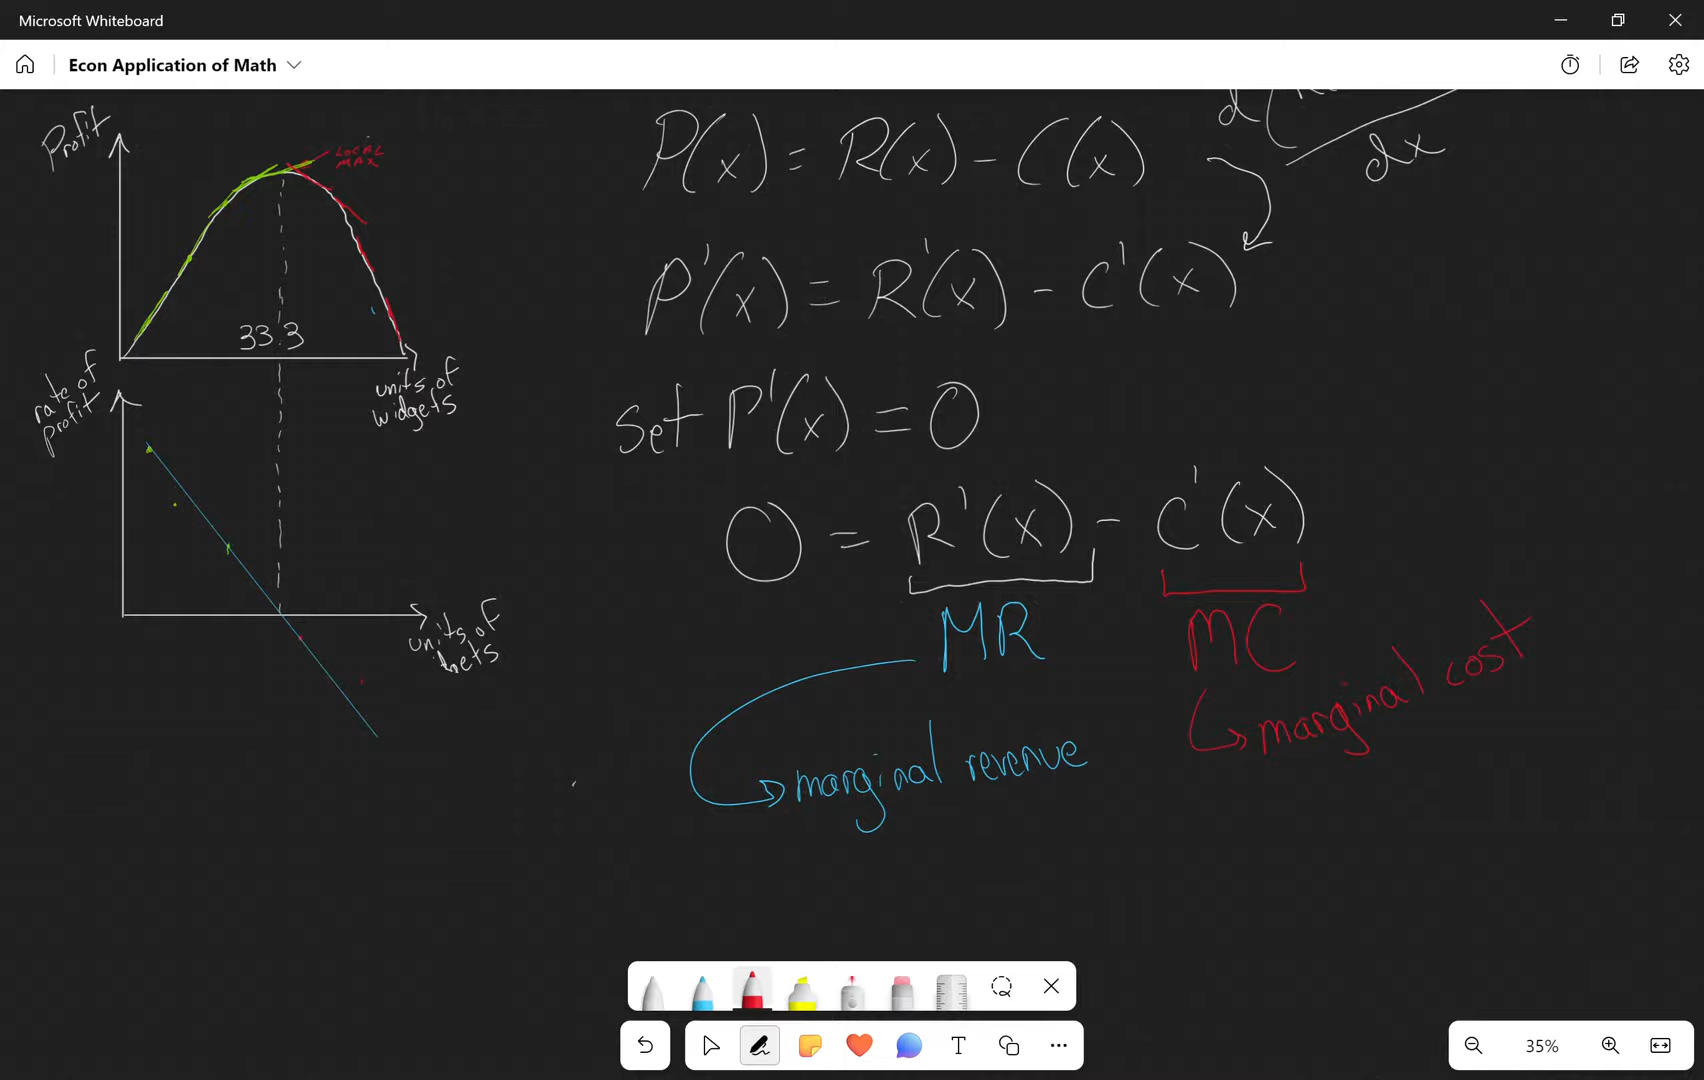 Microsoft Whiteboard
Econ Application of Math
Profit
LOCAL
MAX
33.3
units of
widgets
rate of
profit
units of
P(x) = R(x) - C(x)
d
dx
P'(x) = R'(x) - C'(x)
set P'(x) = 0
0 = R'(x) - C'(x)
MR
MC
marginal cost
marginal revenue
T
35%